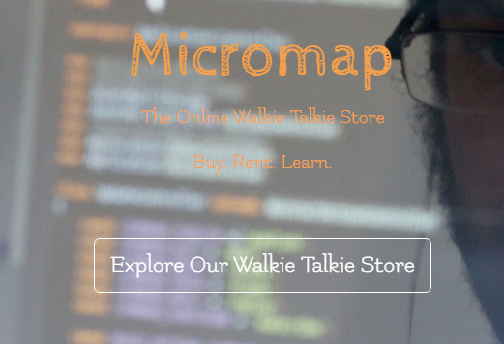 Micromap
The Online Walkie Talkie Store
Buy. Rent. Learn.
Explore Our Walkie Talkie Store